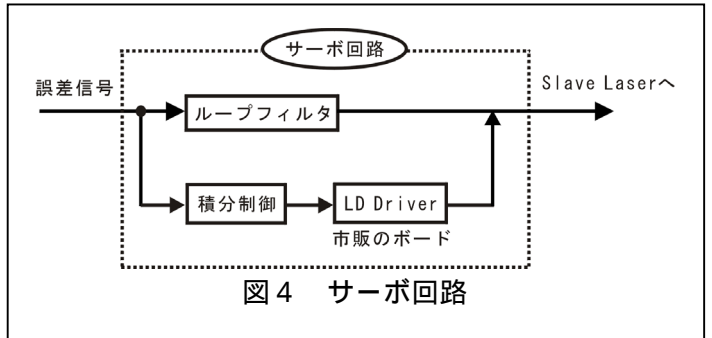 サーボ回路
誤差信号
Slave Laserへ
ループフィルタ
積分制御
LD Driver
市販のボード
図4 サーボ回路